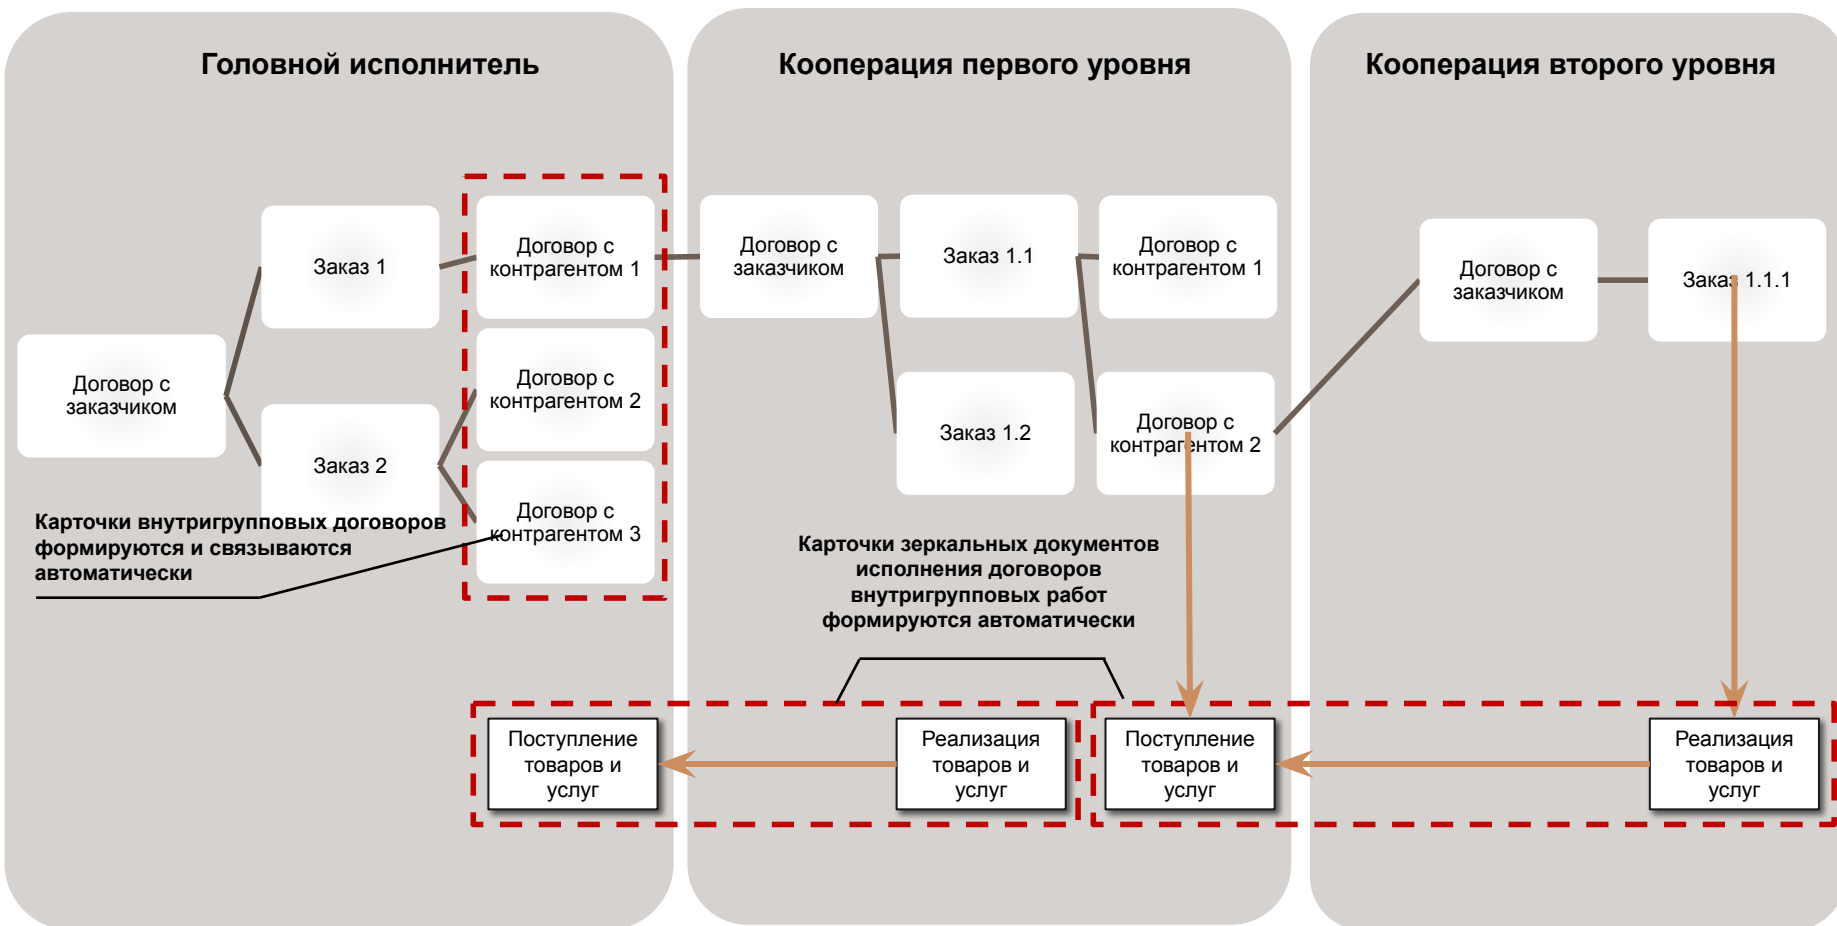 Головной исполнитель
Кооперация первого уровня
Кооперация второго уровня
Договор с
заказчиком
Заказ 1
Заказ 2
Договор с
контрагентом 1
Договор с
контрагентом 2
Договор с
контрагентом 3
Карточки внутригрупповых договоров
формируются и связываются
автоматически
Договор с
заказчиком
Заказ 1.1
Заказ 1.2
Договор с
контрагентом 1
Договор с
контрагентом 2
Карточки зеркальных документов
исполнения договоров
внутригрупповых работ
формируются автоматически
Договор с
заказчиком
Заказ 1.1.1
Поступление
товаров и
услуг
Реализация
товаров и
услуг
Поступление
товаров и
услуг
Реализация
товаров и
услуг